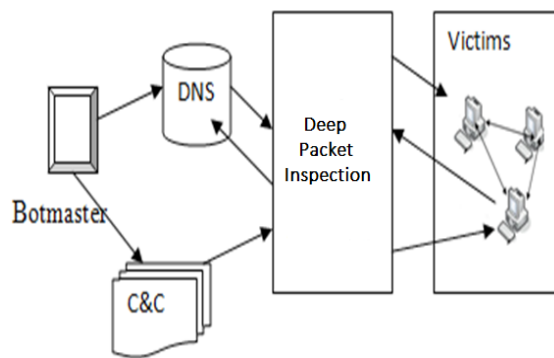 Victims
DNS
Deep
Packet
Inspection
Botmaster
C&C